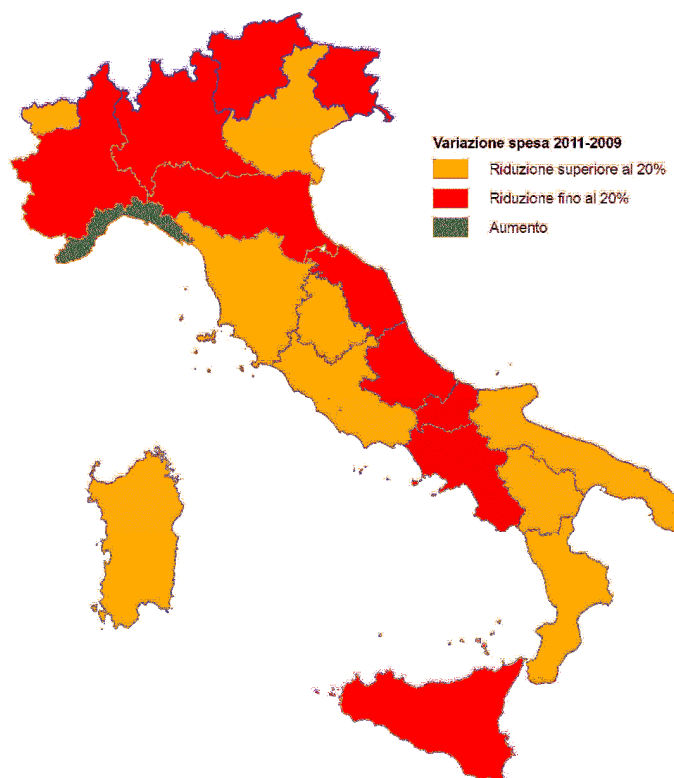 Variazione spesa 2011-2009
Riduzione superiore al 20%
Riduzione fino al 20%
Aumento